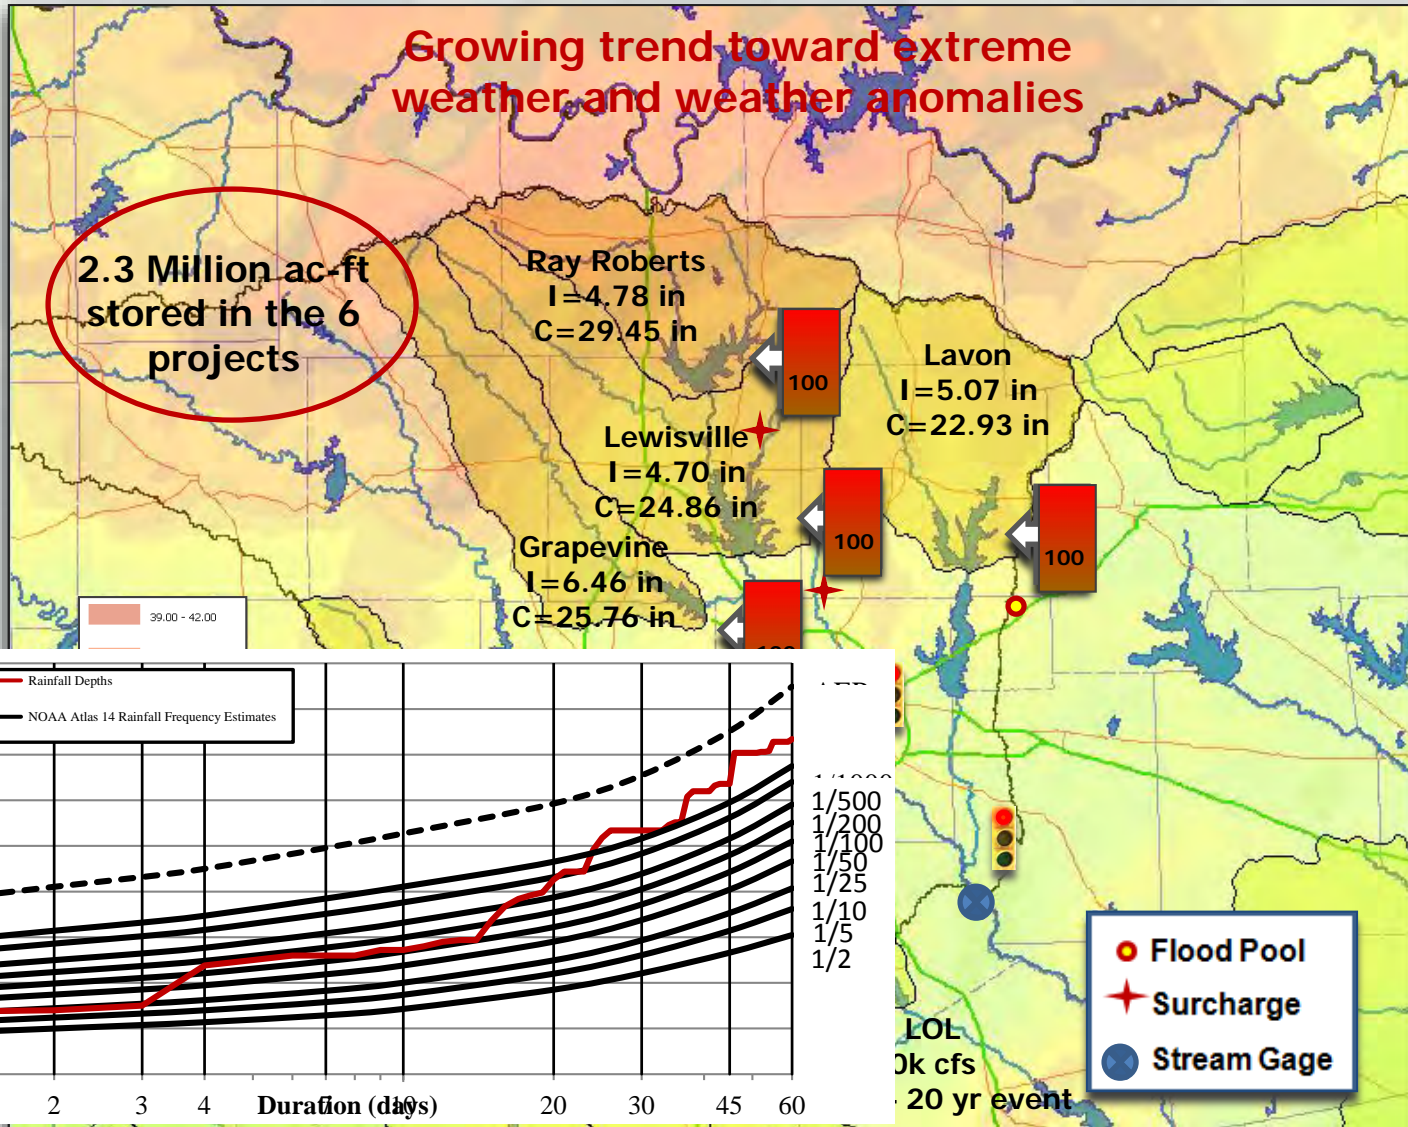 Growing trend toward extreme
weather and weather anomalies
2.3 Million ac-ft
stored in the 6
projects
Ray Roberts
I=4.78 in
C=29.45 in
100
Lavon
I=5.07 in
C=22.93 in
Lewisville
I=4.70 in
C=24.86 in
100
100
Grapevine
I=6.46 in
C=25.76 in
39.00 - 42.00
Rainfall Depths
NOAA Atlas 14 Rainfall Frequency Estimates
1/500
1/200
1/100
1/50
1/25
1/10
1/5
1/2
2 3 4 7 10 20 30 45 60
Duration (days)
LOL
0k cfs
20 yr event
Flood Pool
Surcharge
Stream Gage